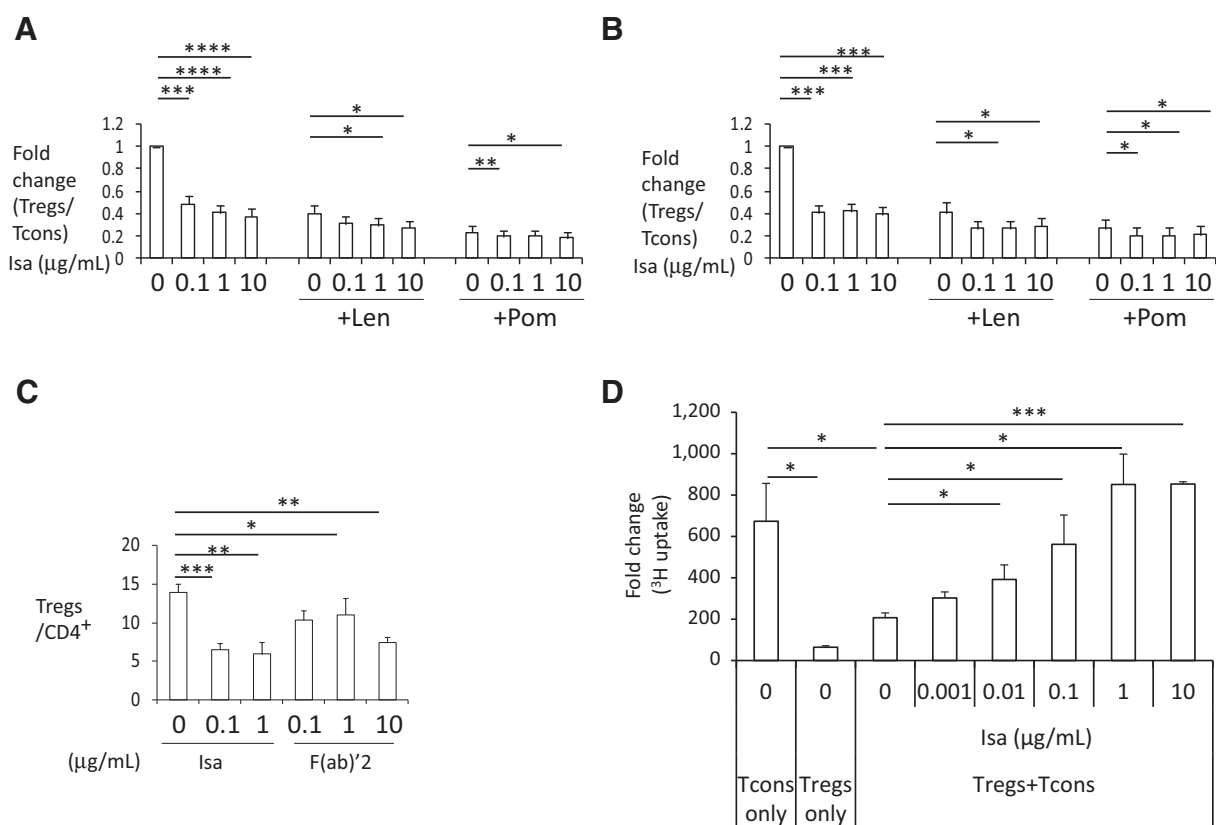 A
****
****
***
*
*
*
**
1.2
1
0.8
0.6
0.4
0.2
0
Fold
change
(Tregs/
Tcons)
Isa (μg/mL)
0 0.1 1 10 0 0.1 1 10 0 0.1 1 10
+Len +Pom
B
***
***
***
*
*
*
*
*
1.2
1
0.8
0.6
0.4
0.2
0
Fold
change
(Tregs/
Tcons)
Isa (μg/mL)
0 0.1 1 10 0 0.1 1 10 0 0.1 1 10
+Len +Pom
C
**
*
**
***
20
15
10
5
0
Tregs
/CD4+
0 0.1 1 0.1 1 10
(μg/mL) Isa F(ab)’2
D
***
* *
* *
*
1,200
1,000
800
600
400
200
0
Fold change
(³H uptake)
0 0 0 0.001 0.01 0.1 1 10
Isa (μg/mL)
Tcons only
Tregs only
Tregs+Tcons